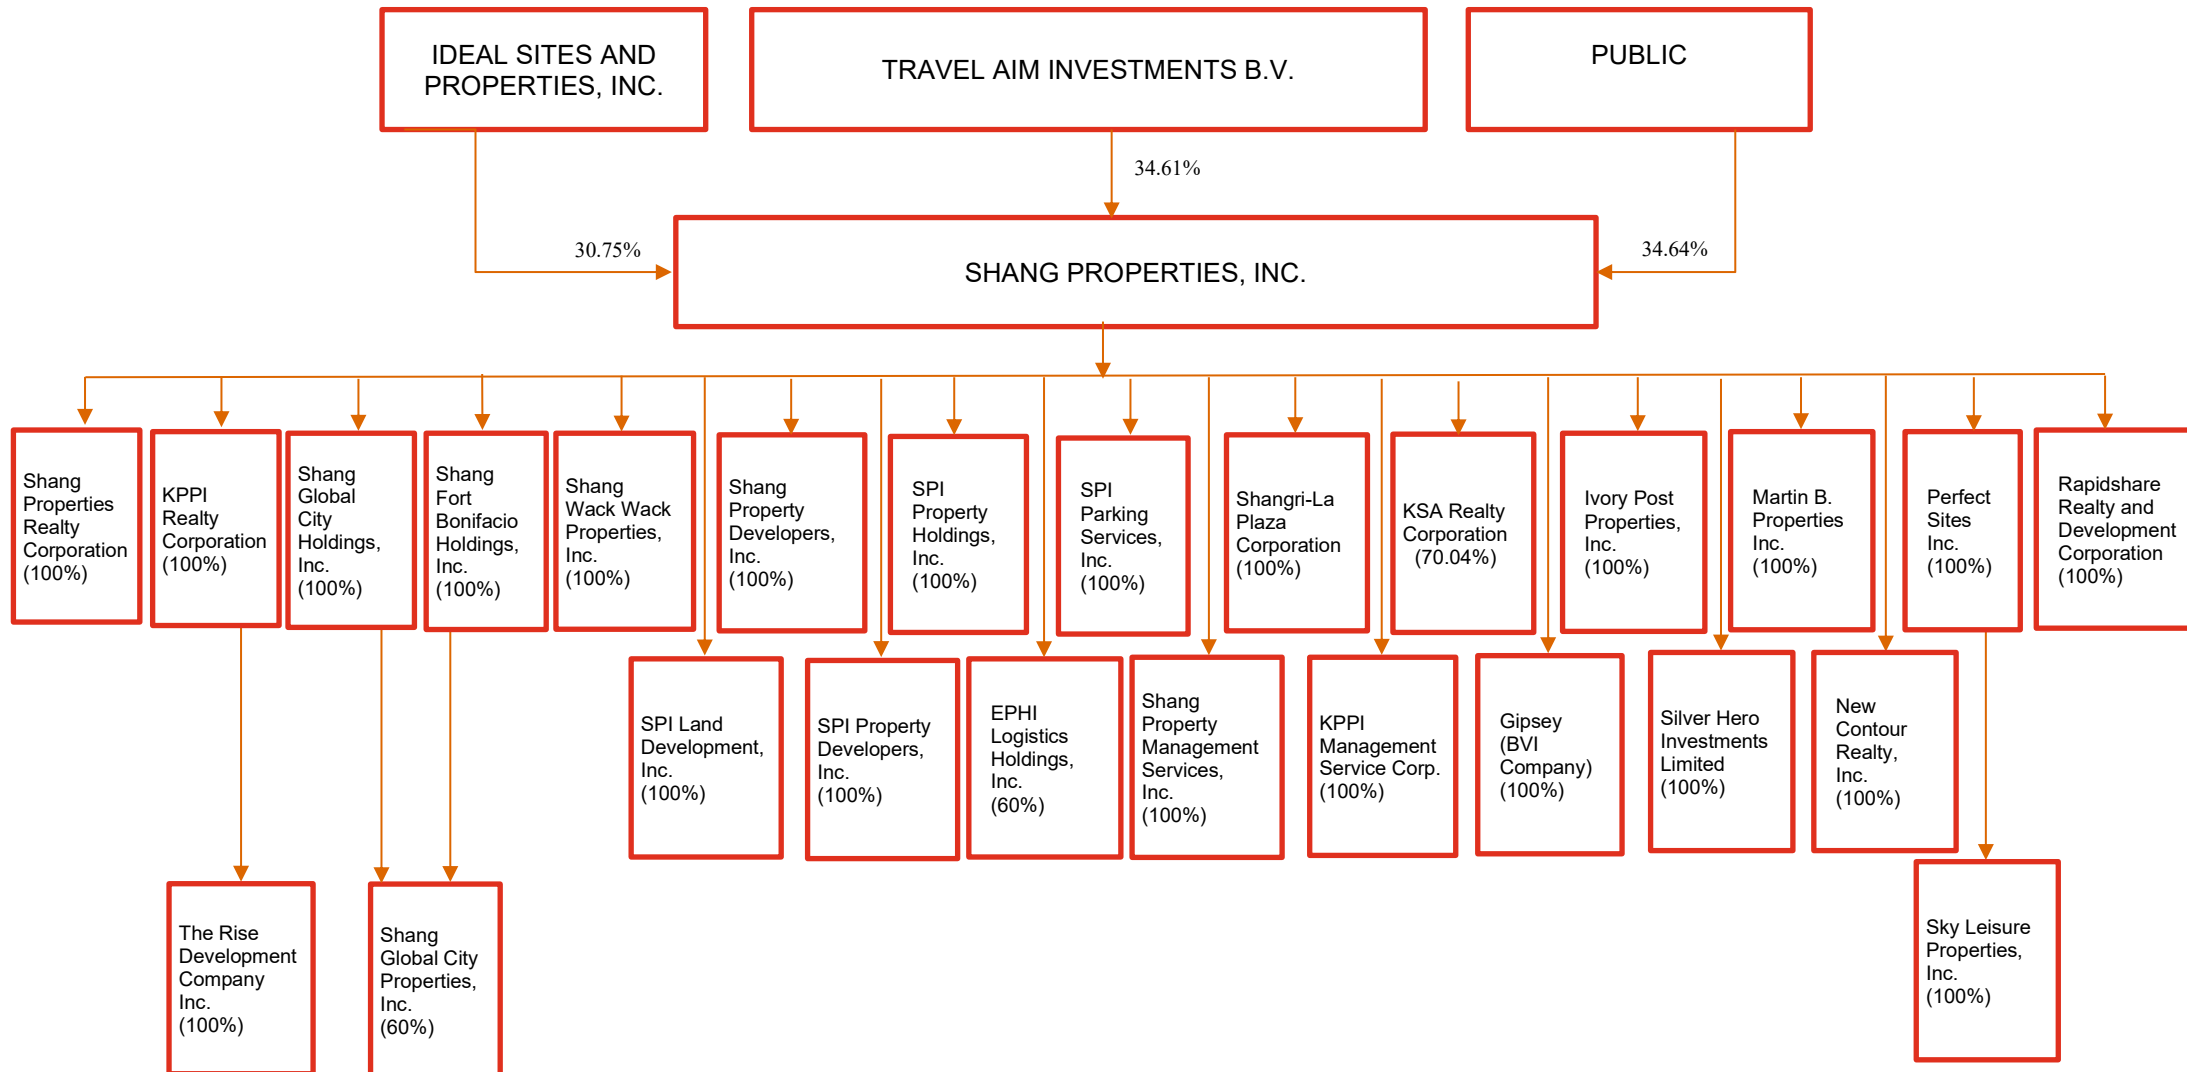 IDEAL SITES AND
PROPERTIES, INC.
TRAVEL AIM INVESTMENTS B.V.
PUBLIC
34.61%
30.75%
34.64%
SHANG PROPERTIES, INC.
Shang
Properties
Realty
Corporation
(100%)
KPPI
Realty
Corporation
(100%)
Shang
Global
City
Holdings,
Inc.
(100%)
Shang
Fort
Bonifacio
Holdings,
Inc.
(100%)
Shang
Wack Wack
Properties,
Inc.
(100%)
Shang
Property
Developers,
Inc.
(100%)
SPI
Property
Holdings,
Inc.
(100%)
SPI
Parking
Services,
Inc.
(100%)
Shangri-La
Plaza
Corporation
(100%)
KSA Realty
Corporation
(70.04%)
Ivory Post
Properties,
Inc.
(100%)
Martin B.
Properties
Inc.
(100%)
Perfect
Sites
Inc.
(100%)
Rapidshare
Realty and
Development
Corporation
(100%)
SPI Land
Development,
Inc.
(100%)
SPI Property
Developers,
Inc.
(100%)
EPHI
Logistics
Holdings,
Inc.
(60%)
Shang
Property
Management
Services,
Inc.
(100%)
KPPI
Management
Service Corp.
(100%)
Gipsey
(BVI
Company)
(100%)
Silver Hero
Investments
Limited
(100%)
New
Contour
Realty,
Inc.
(100%)
The Rise
Development
Company
Inc.
(100%)
Shang
Global City
Properties,
Inc.
(60%)
Sky Leisure
Properties,
Inc.
(100%)